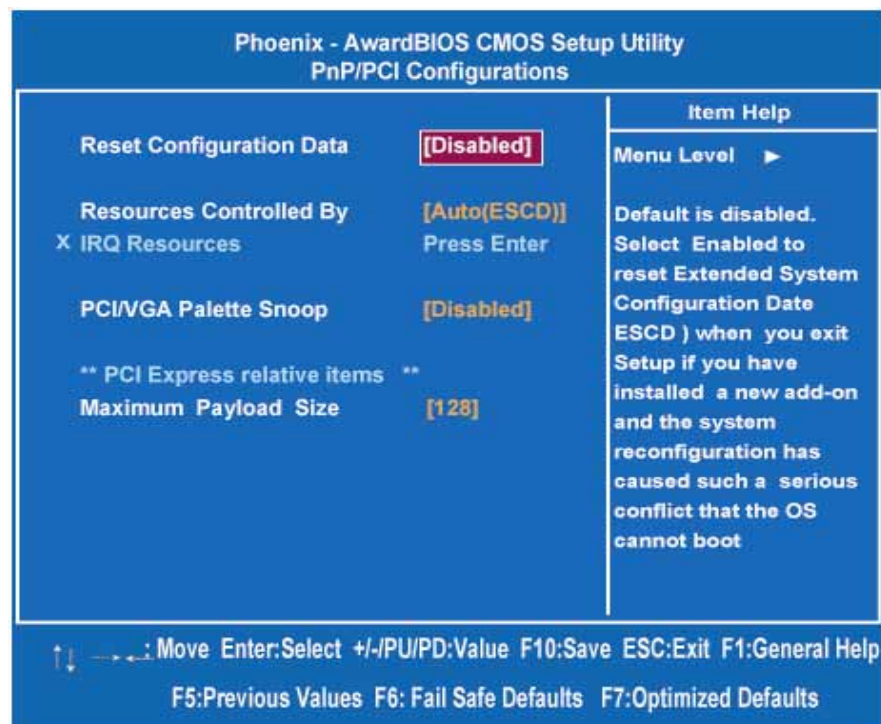 Phoenix - AwardBIOS CMOS Setup Utility
PnP/PCI Configurations
Reset Configuration Data [Disabled]
Resources Controlled By [Auto(ESCD)]
X IRQ Resources Press Enter
PCI/VGA Palette Snoop [Disabled]
** PCI Express relative items **
Maximum Payload Size [128]
Item Help
Menu Level ►
Default is disabled.
Select Enabled to
reset Extended System
Configuration Date
ESCD ) when you exit
Setup if you have
installed a new add-on
and the system
reconfiguration has
caused such a serious
conflict that the OS
cannot boot
↑↓ →←: Move Enter:Select +/-/PU/PD:Value F10:Save ESC:Exit F1:General Help
F5:Previous Values F6: Fail Safe Defaults F7:Optimized Defaults